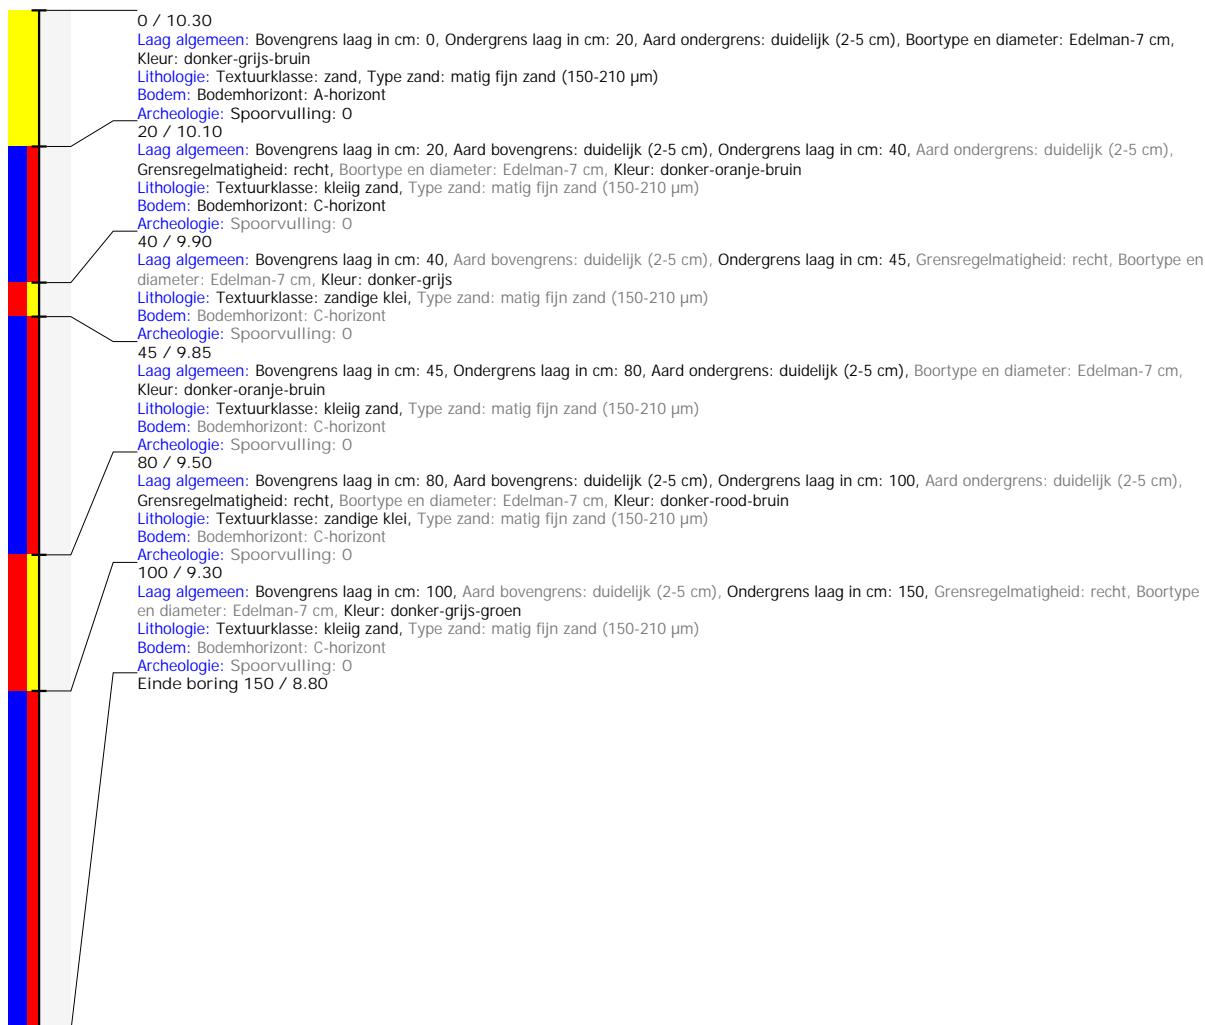 0 / 10.30
Laag algemeen: Bovengrens laag in cm: 0, Ondergrens laag in cm: 20, Aard ondergrens: duidelijk (2-5 cm), Boortype en diameter: Edelman-7 cm,
Kleur: donker-grijs-bruin
Lithologie: Textuurklasse: zand, Type zand: matig fijn zand (150-210 µm)
Bodem: Bodemhorizont: A-horizont
Archeologie: Spoorvulling: 0
20 / 10.10
Laag algemeen: Bovengrens laag in cm: 20, Aard bovengrens: duidelijk (2-5 cm), Ondergrens laag in cm: 40, Aard ondergrens: duidelijk (2-5 cm),
Grensregelmatigheid: recht, Boortype en diameter: Edelman-7 cm, Kleur: donker-oranje-bruin
Lithologie: Textuurklasse: kleiig zand, Type zand: matig fijn zand (150-210 µm)
Bodem: Bodemhorizont: C-horizont
Archeologie: Spoorvulling: 0
40 / 9.90
Laag algemeen: Bovengrens laag in cm: 40, Aard bovengrens: duidelijk (2-5 cm), Ondergrens laag in cm: 45, Grensregelmatigheid: recht, Boortype en
diameter: Edelman-7 cm, Kleur: donker-grijs
Lithologie: Textuurklasse: zandige klei, Type zand: matig fijn zand (150-210 µm)
Bodem: Bodemhorizont: C-horizont
Archeologie: Spoorvulling: 0
45 / 9.85
Laag algemeen: Bovengrens laag in cm: 45, Ondergrens laag in cm: 80, Aard ondergrens: duidelijk (2-5 cm), Boortype en diameter: Edelman-7 cm,
Kleur: donker-oranje-bruin
Lithologie: Textuurklasse: kleiig zand, Type zand: matig fijn zand (150-210 µm)
Bodem: Bodemhorizont: C-horizont
Archeologie: Spoorvulling: 0
80 / 9.50
Laag algemeen: Bovengrens laag in cm: 80, Aard bovengrens: duidelijk (2-5 cm), Ondergrens laag in cm: 100, Aard ondergrens: duidelijk (2-5 cm),
Grensregelmatigheid: recht, Boortype en diameter: Edelman-7 cm, Kleur: donker-rood-bruin
Lithologie: Textuurklasse: zandige klei, Type zand: matig fijn zand (150-210 µm)
Bodem: Bodemhorizont: C-horizont
Archeologie: Spoorvulling: 0
100 / 9.30
Laag algemeen: Bovengrens laag in cm: 100, Aard bovengrens: duidelijk (2-5 cm), Ondergrens laag in cm: 150, Grensregelmatigheid: recht, Boortype
en diameter: Edelman-7 cm, Kleur: donker-grijs-groen
Lithologie: Textuurklasse: kleiig zand, Type zand: matig fijn zand (150-210 µm)
Bodem: Bodemhorizont: C-horizont
Archeologie: Spoorvulling: 0
Einde boring 150 / 8.80